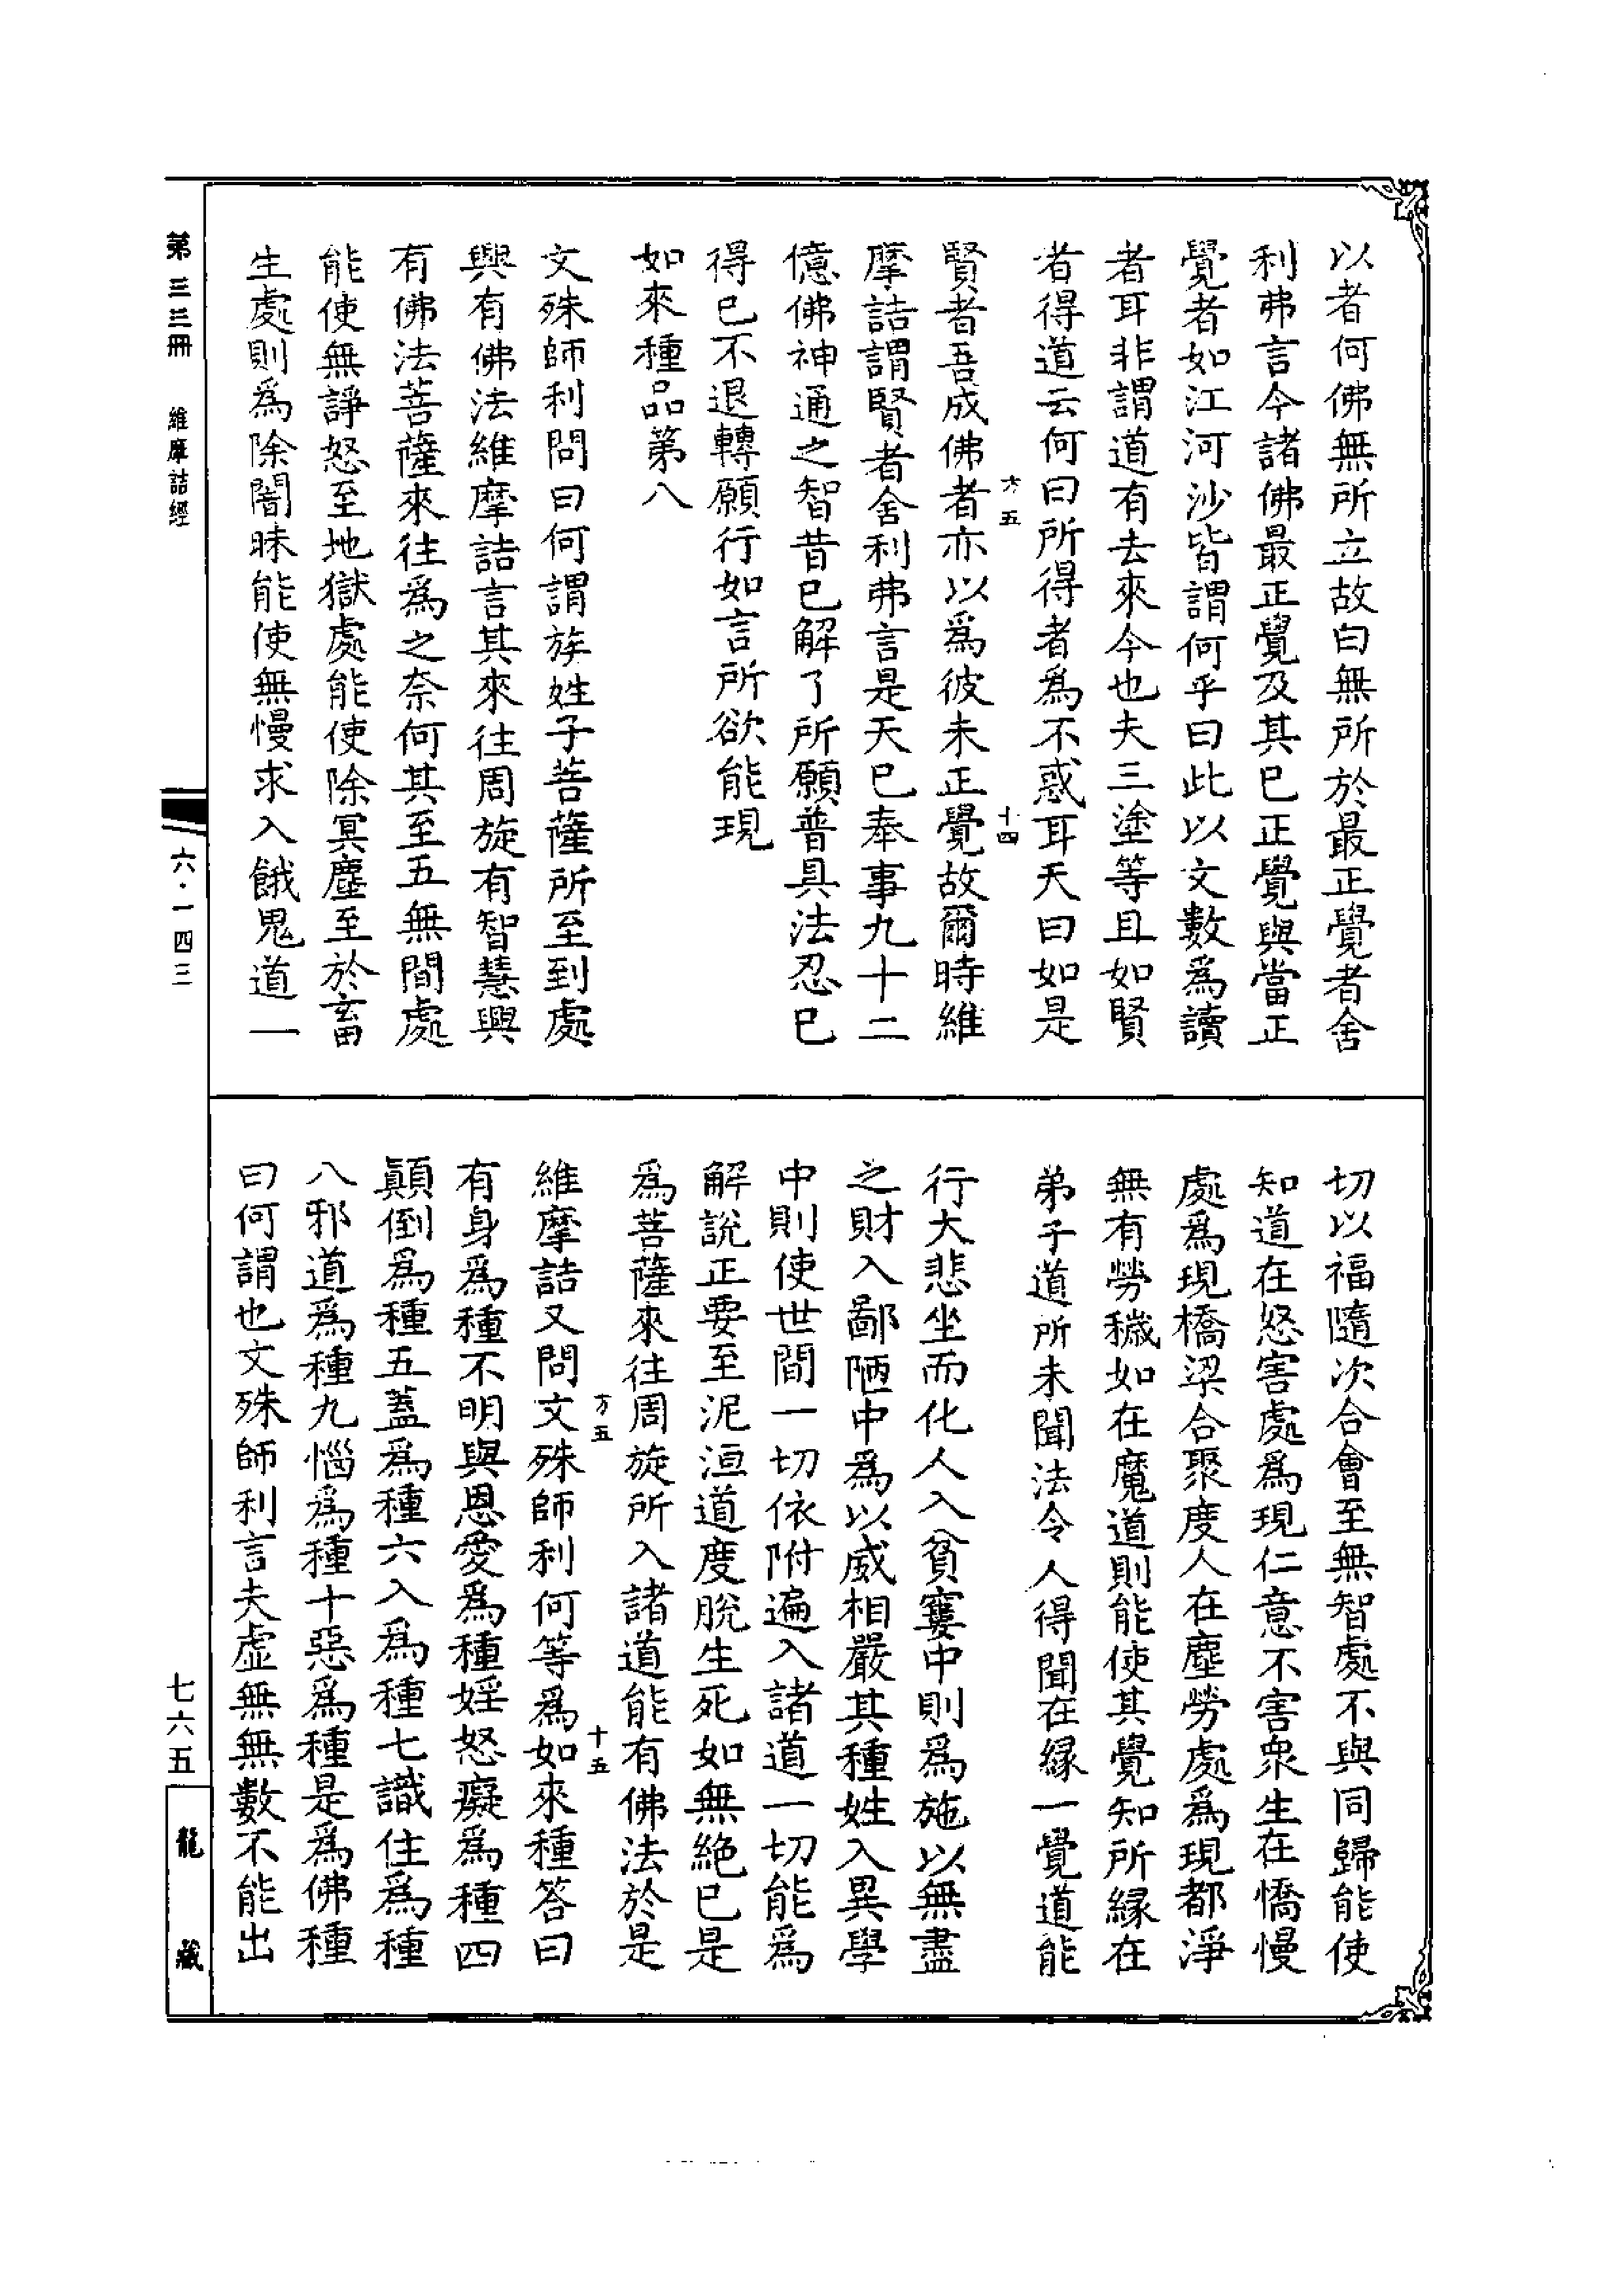 以者何佛無所立故曰無所於最正覺者舍
利弗言今諸佛最正覺及其已正覺與當正
覺者如江河沙皆謂何乎曰此以文數為讀
者耳非謂道有去來今也夫三塗等且如賢
者得道云何曰所得者為不惑耳天曰如是
方五
十四
賢者吾成佛者亦以為彼未正覺故爾時維
摩詰謂賢者舍利弗言是天已奉事九十二
億佛神通之智昔已解了所願普具法忍已
得已不退轉願行如言所欲能現
如來種品第八
文殊師利問曰何謂族姓子菩薩所至到處
興有佛法維摩詰言其來往周旋有智慧興
有佛法菩薩來往為之奈何其至五無間處
能使無諍怒至地獄處能使除冥塵至於畜
生處則為除闇昧能使無慢求入餓鬼道一
切以福隨次合會至無智處不與同歸能使
知道在怒害處為現仁意不害眾生在憍慢
處為現橋梁合聚度人在塵勞處為現都淨
無有勞穢如在魔道則能使其覺知所緣在
弟子道所未聞法令人得聞在緣一覺道能
行大悲坐而化人入貧窶中則為施以無盡
之財入鄙陋中為以威相嚴其種姓入異學
中則使世間一切依附遍入諸道一切能為
解說正要至泥洹道度脫生死如無絕已是
為菩薩來往周旋所入諸道能有佛法於是
方五
十五
維摩詰又問文殊師利何等為如來種答曰
有身為種不明與恩愛為種婬怒癡為種四
顛倒為種五蓋為種六入為種七識住為種
八邪道為種九惱為種十惡為種是為佛種
曰何謂也文殊師利言夫虛無無數不能出
第三三冊 維摩詰經
六·一四三
七六五
龍藏